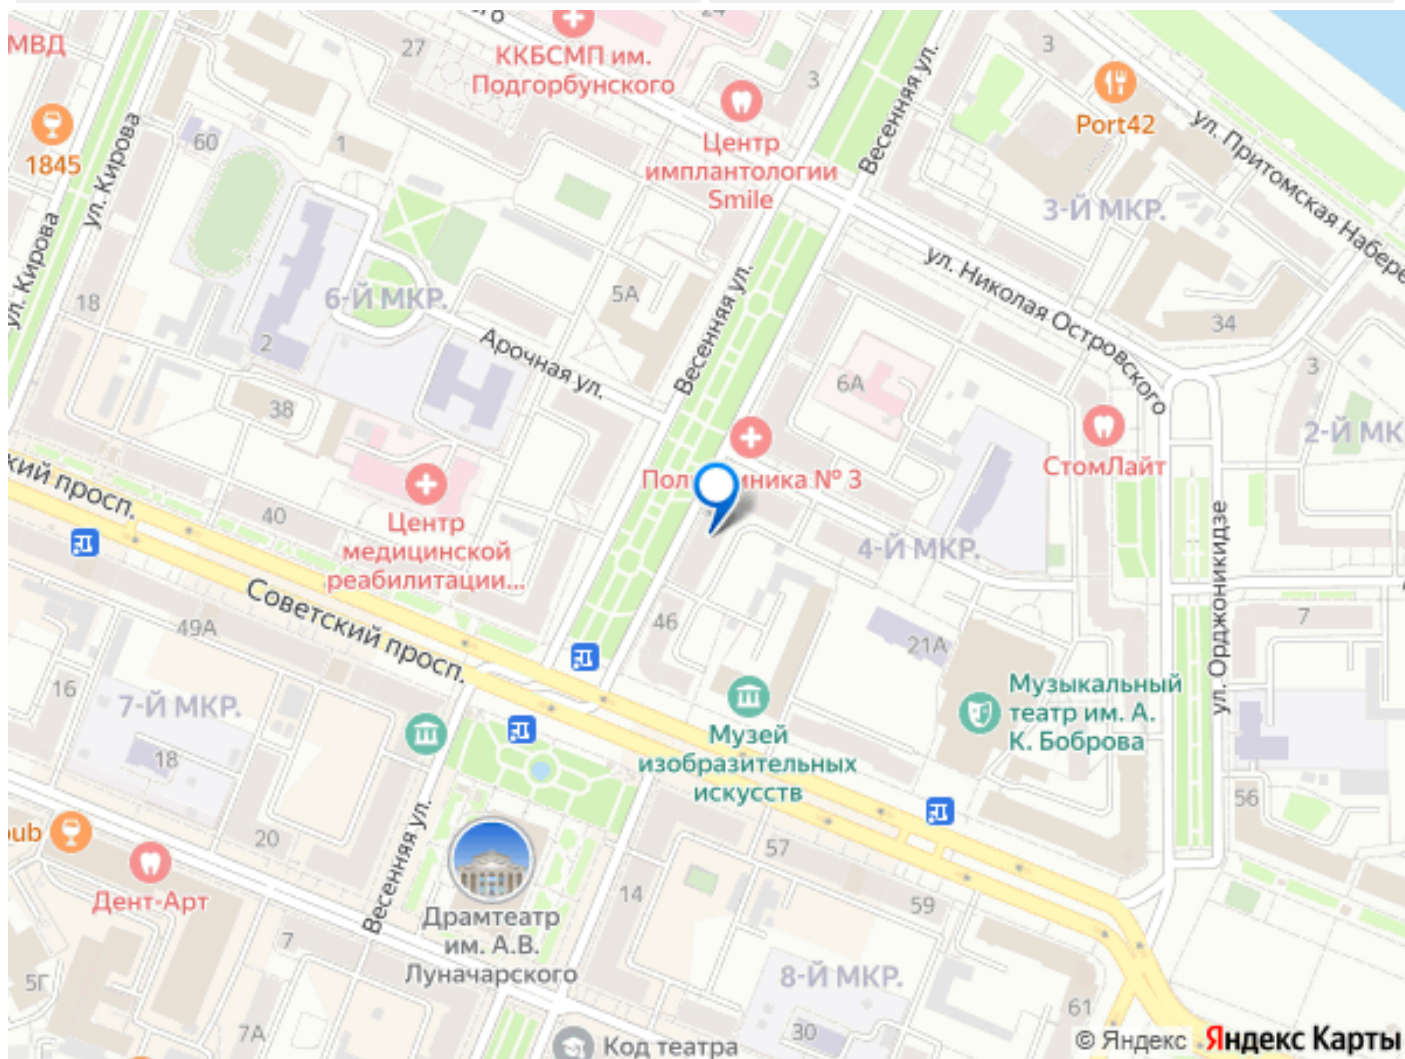 МВД
27
24
ККБСМП им.
Подгорбунского
3
Весенняя ул.
3
Port42
ул. Притомская Набере
1845
ул. Кирова
60
1
Центр
имплантологии
Smile
3-Й МКР.
ул. Кирова
18
6-Й МКР.
5А
Весенняя ул.
ул. Николая Островского
34
2
Арочная ул.
6А
3
38
2-Й МК
СтомЛайт
кий просп.
40
Центр
медицинской
реабилитации...
4-Й МКР.
ул. Орджоникидзе
Советский просп.
49А
46
21А
7
16
7-Й МКР.
18
Музей
изобразительных
искусств
Музыкальный
театр им. А.
К. Боброва
56
ub
20
Дент-Арт
Весенняя ул.
57
14
59
Драмтеатр
им. А.В.
Луначарского
7
5Г
8-Й МКР.
61
7А
30
Код театра
© Яндекс
Яндекс Карты